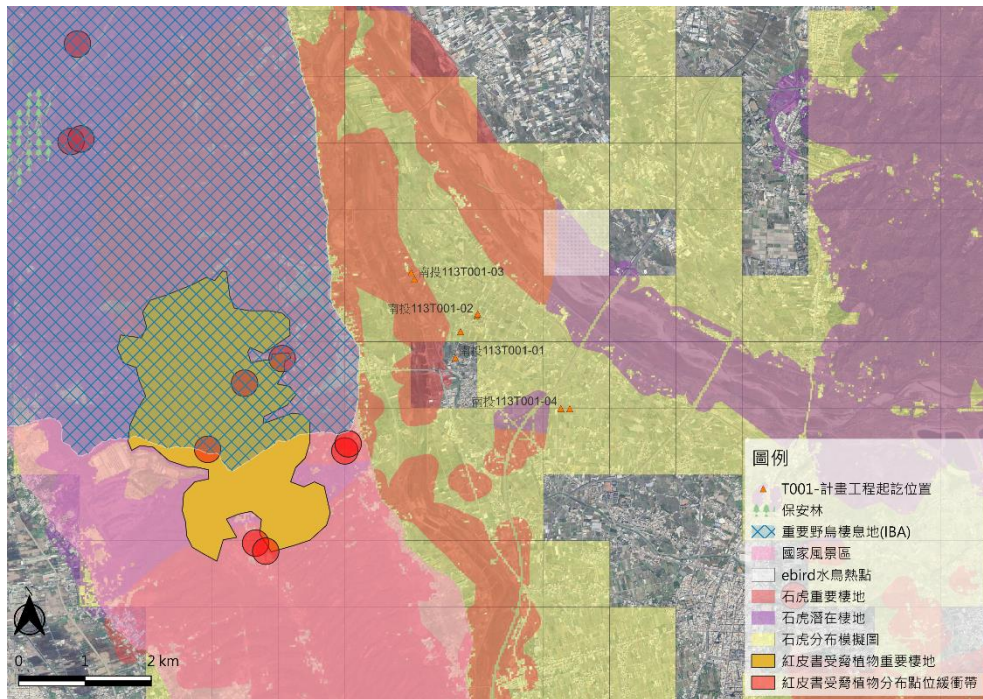 南投113T001-03
南投113T001-02
南投113T001-01
南投113T001-04
圖例
T001-計畫工程起訖位置
保安林
重要野鳥棲息地(IBA)
國家風景區
ebird水鳥熱點
石虎重要棲地
石虎潛在棲地
石虎分布模擬圖
紅皮書受脅植物重要棲地
紅皮書受脅植物分布點位緩衝帶
0 1 2 km